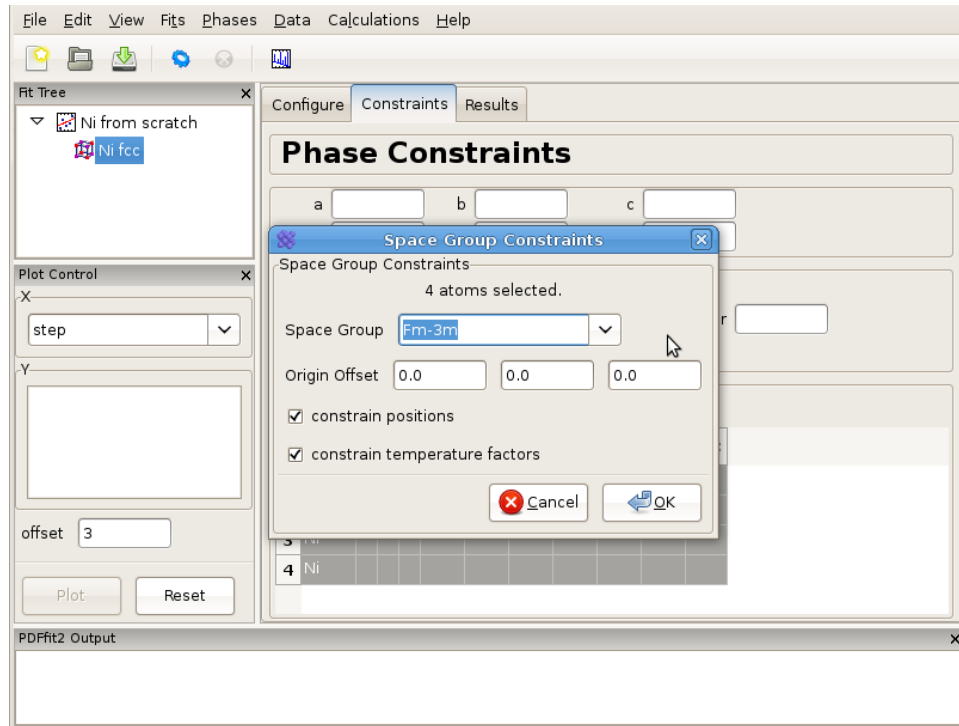 File Edit View Fits Phases Data Calculations Help
Fit Tree x
Ni from scratch
Ni fcc
Configure Constraints Results
Phase Constraints
a b c
Space Group Constraints
Space Group Constraints
4 atoms selected.
Space Group Fm-3m
Origin Offset 0.0 0.0 0.0
constrain positions
constrain temperature factors
Cancel OK
r
3 Ni
4 Ni
Plot Control x
X
step
Y
offset 3
Plot Reset
PDFfit2 Output x